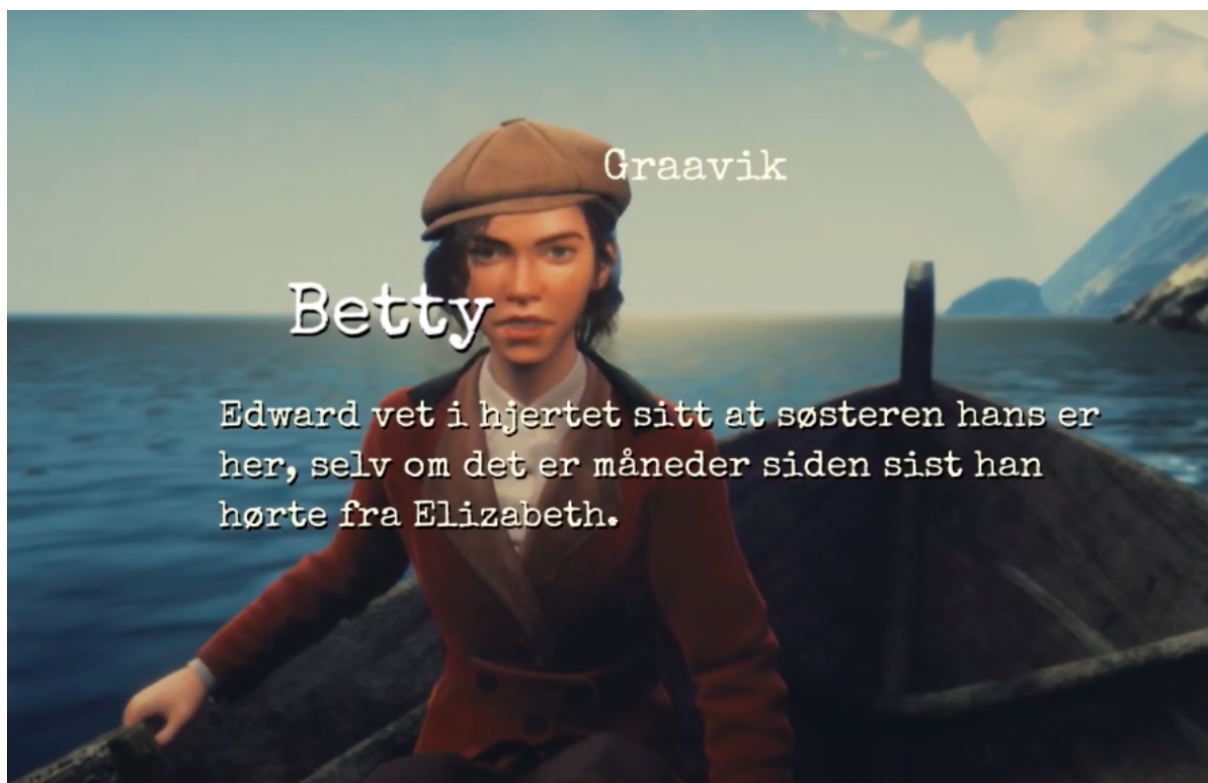 Graavik
Betty
Edward vet i hjertet sitt at søsteren hans er
her, selv om det er måneder siden sist han
hørte fra Elizabeth.